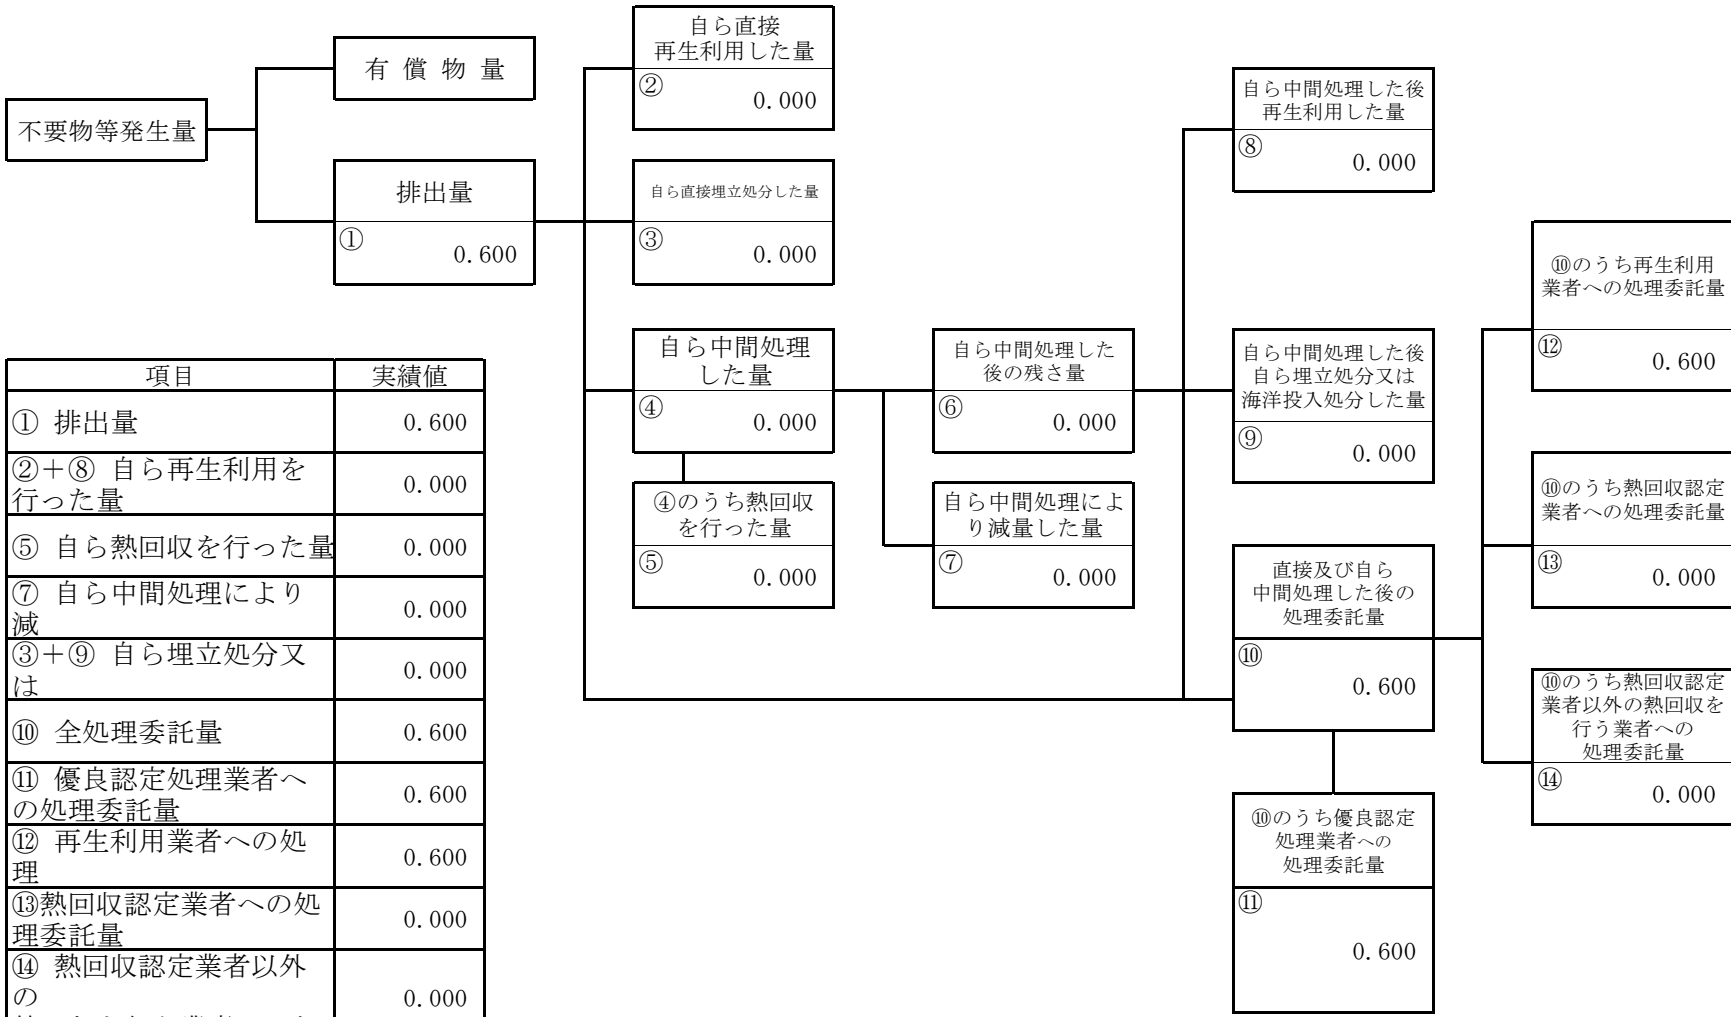 不要物等発生量
有 償 物 量
排出量
①
0.600
自ら直接
再生利用した量
②
0.000
自ら直接埋立処分した量
③
0.000
自ら中間処理
した量
④
0.000
④のうち熱回収
を行った量
⑤
0.000
自ら中間処理した
後の残さ量
⑥
0.000
自ら中間処理によ
り減量した量
⑦
0.000
自ら中間処理した後
再生利用した量
⑧
0.000
自ら中間処理した後
自ら埋立処分又は
海洋投入処分した量
⑨
0.000
直接及び自ら
中間処理した後の
処理委託量
⑩
0.600
⑩のうち優良認定
処理業者への
処理委託量
⑪
0.600
⑩のうち再生利用
業者への処理委託量
⑫
0.600
⑩のうち熱回収認定
業者への処理委託量
⑬
0.000
⑩のうち熱回収認定
業者以外の熱回収を
行う業者への
処理委託量
⑭
0.000
項目 実績値
① 排出量 0.600
②＋⑧ 自ら再生利用を
行った量 0.000
⑤ 自ら熱回収を行った量 0.000
⑦ 自ら中間処理により
減 0.000
③＋⑨ 自ら埋立処分又
は 0.000
⑩ 全処理委託量 0.600
⑪ 優良認定処理業者へ
の処理委託量 0.600
⑫ 再生利用業者への処
理 0.600
⑬熱回収認定業者への処
理委託量 0.000
⑭ 熱回収認定業者以外
の 0.000